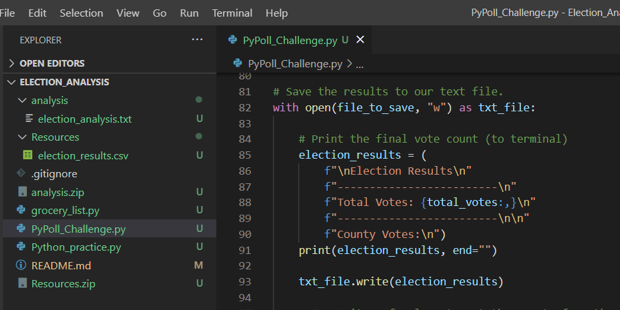 File Edit Selection View Go Run Terminal Help PyPoll_Challenge.py - Election_Ana
EXPLORER ...
PyPoll_Challenge.py U ×
> OPEN EDITORS
PyPoll_Challenge.py > ...
ELECTION_ANALYSIS
analysis
election_analysis.txt U
Resources
election_results.csv U
.gitignore
analysis.zip U
grocery_list.py U
PyPoll_Challenge.py U
Python_practice.py U
README.md M
Resources.zip U
80
81 # Save the results to our text file.
82 with open(file_to_save, "w") as txt_file:
83
84 # Print the final vote count (to terminal)
85 election_results = (
86 f"\nElection Results\n"
87 f"-------------------------\n"
88 f"Total Votes: {total_votes:,}\n"
89 f"-------------------------\n\n"
90 f"County Votes:\n")
91 print(election_results, end="")
92
93 txt_file.write(election_results)
94